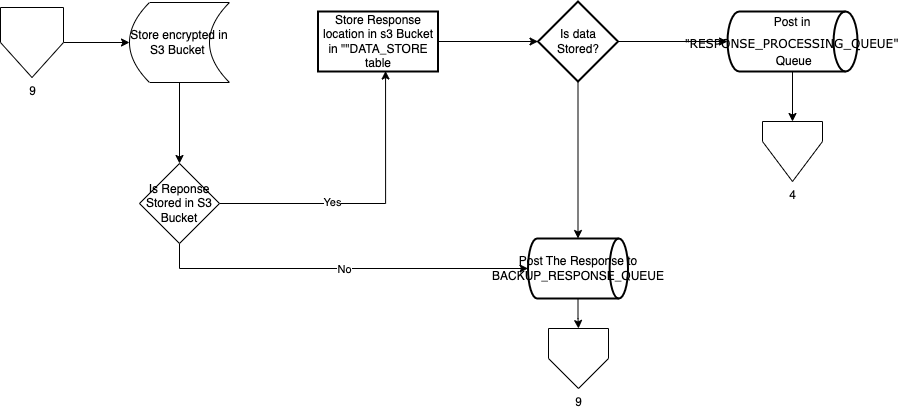 9
Store encrypted in
S3 Bucket
Is Reponse
Stored in S3
Bucket
Yes
No
Store Response
location in s3 Bucket
in ""DATA_STORE
table
Is data
Stored?
Post in
"RESPONSE_PROCESSING_QUEUE"
Queue
4
Post The Response to
BACKUP_RESPONSE_QUEUE
9